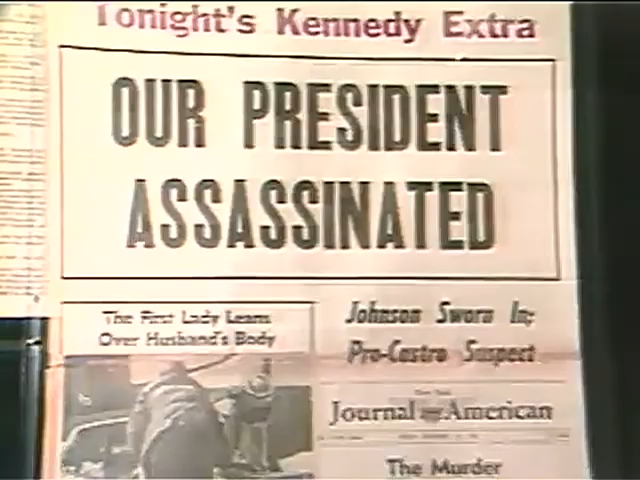 Tonight's Kennedy Extra
OUR PRESIDENT
ASSASSINATED
The First Lady Leans
Over Husband's Body
Johnson Sworn In;
Pro-Castro Suspect
Journal American
The Murder